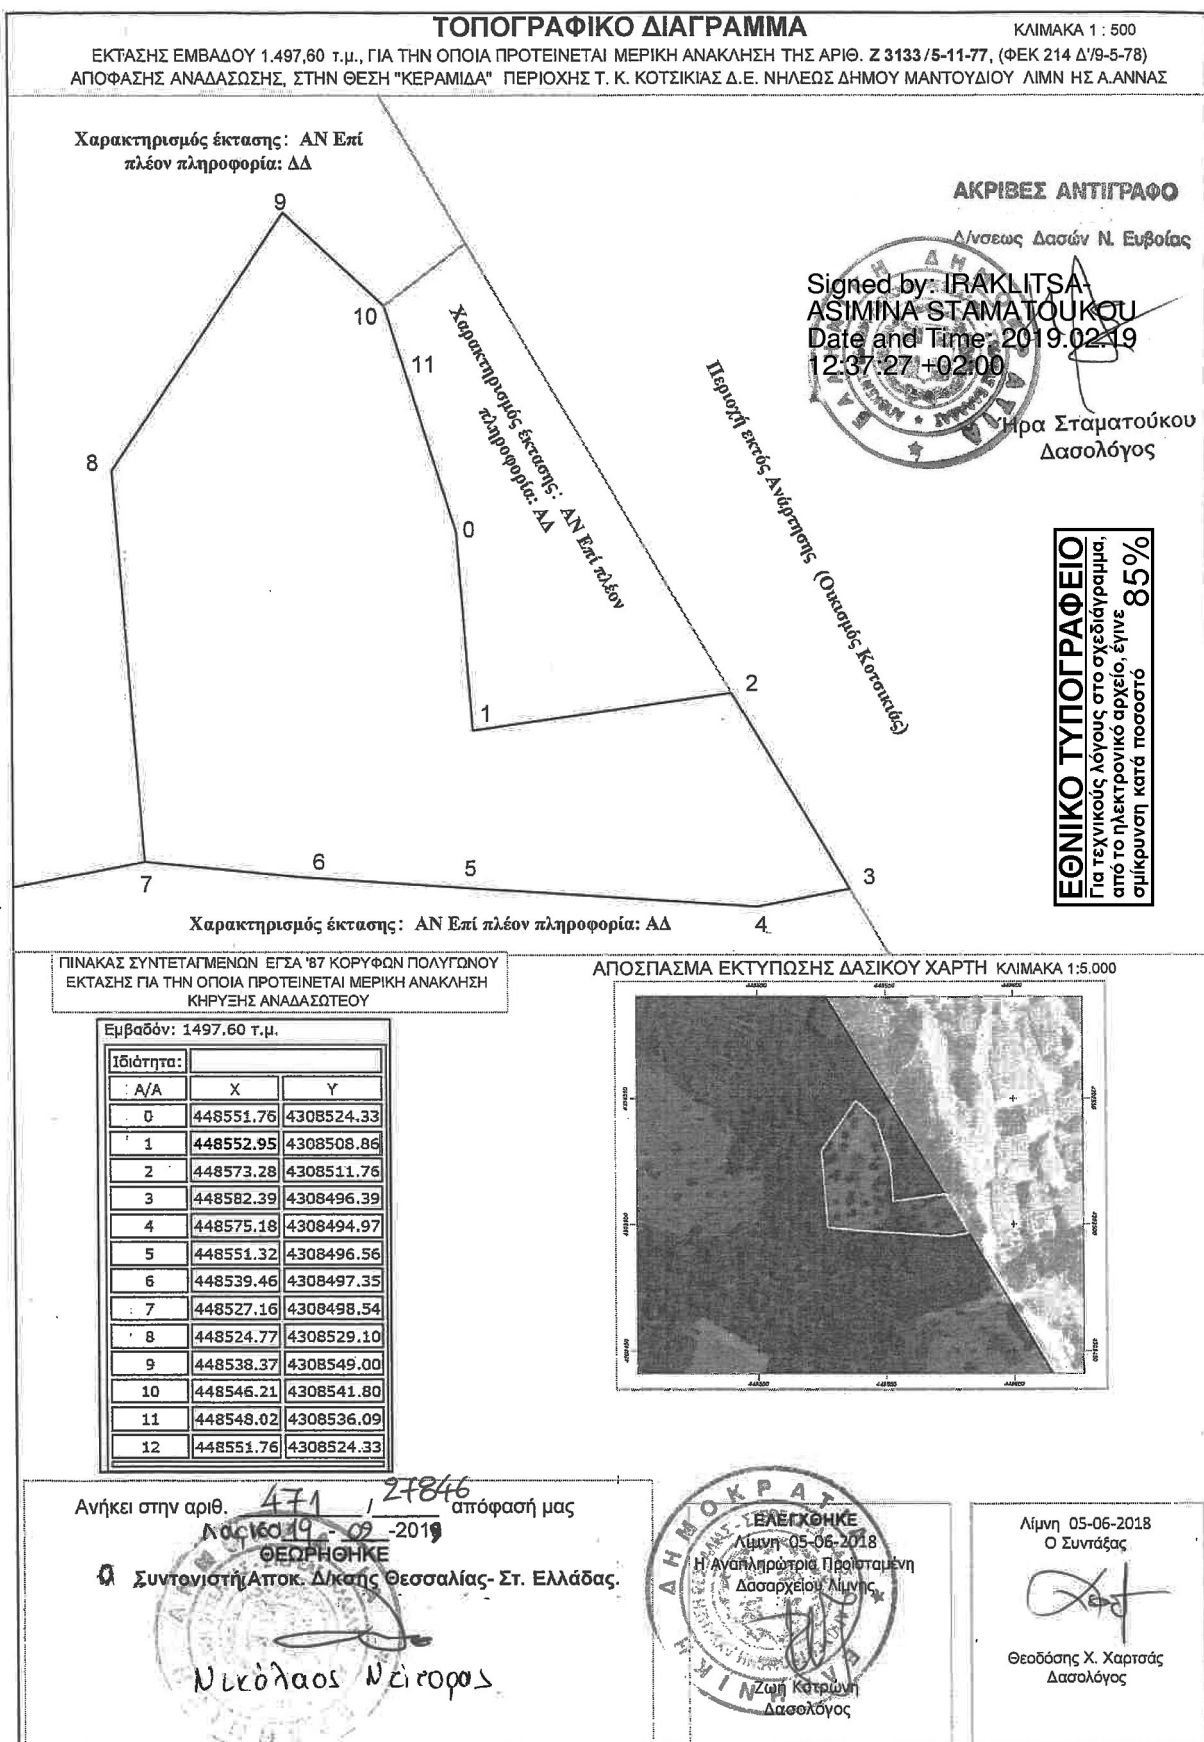 ΤΟΠΟΓΡΑΦΙΚΟ ΔΙΑΓΡΑΜΜΑ
ΚΛΙΜΑΚΑ 1 : 500
ΕΚΤΑΣΗΣ ΕΜΒΑΔΟΥ 1.497,60 τ.μ., ΓΙΑ ΤΗΝ ΟΠΟΙΑ ΠΡΟΤΕΙΝΕΤΑΙ ΜΕΡΙΚΗ ΑΝΑΚΛΗΣΗ ΤΗΣ ΑΡΙΘ. Ζ 3133/5-11-77, (ΦΕΚ 214 Δ'/9-5-78)
ΑΠΟΦΑΣΗΣ ΑΝΑΔΑΣΩΣΗΣ, ΣΤΗΝ ΘΕΣΗ "ΚΕΡΑΜΙΔΑ" ΠΕΡΙΟΧΗΣ Τ. Κ. ΚΟΤΣΙΚΙΑΣ Δ.Ε. ΝΗΛΕΩΣ ΔΗΜΟΥ ΜΑΝΤΟΥΔΙΟΥ ΛΙΜΝ ΗΣ Α.ΑΝΝΑΣ
Χαρακτηρισμός έκτασης: ΑΝ Επί
πλέον πληροφορία: ΔΔ
ΑΚΡΙΒΕΣ ΑΝΤΙΓΡΑΦΟ
Δ/νσεως Δασών Ν. Ευβοίας
ΕΛΛΗΝΙΚΗ ΔΗΜΟΚΡΑΤΙΑ
Signed by: IRAKLITSA-
ASIMINA STAMATOUKOU
Date and Time: 2019.02.19
12:37:27 +02:00
Ήρα Σταματούκου
Δασολόγος
9
10
11
8
0
1
2
3
4
5
6
7
Χαρακτηρισμός έκτασης: ΑΝ Επί πλέον
πληροφορία: ΑΔ
Περιοχή εκτός Ανάρτησης (Οικισμός Κοτσικιάς)
ΕΘΝΙΚΟ ΤΥΠΟΓΡΑΦΕΙΟ
Για τεχνικούς λόγους στο σχεδιάγραμμα,
από το ηλεκτρονικό αρχείο, έγινε
σμίκρυνση κατά ποσοστό 85%
Χαρακτηρισμός έκτασης: ΑΝ Επί πλέον πληροφορία: ΑΔ
ΠΙΝΑΚΑΣ ΣΥΝΤΕΤΑΓΜΕΝΩΝ ΕΓΣΑ '87 ΚΟΡΥΦΩΝ ΠΟΛΥΓΩΝΟΥ
ΕΚΤΑΣΗΣ ΓΙΑ ΤΗΝ ΟΠΟΙΑ ΠΡΟΤΕΙΝΕΤΑΙ ΜΕΡΙΚΗ ΑΝΑΚΛΗΣΗ
ΚΗΡΥΞΗΣ ΑΝΑΔΑΣΩΤΕΟΥ
Εμβαδόν: 1497.60 τ.μ.
Ιδιότητα:
Α/Α X Y
0 448551.76 4308524.33
1 448552.95 4308508.86
2 448573.28 4308511.76
3 448582.39 4308496.39
4 448575.18 4308494.97
5 448551.32 4308496.56
6 448539.46 4308497.35
7 448527.16 4308498.54
8 448524.77 4308529.10
9 448538.37 4308549.00
10 448546.21 4308541.80
11 448548.02 4308536.09
12 448551.76 4308524.33
ΑΠΟΣΠΑΣΜΑ ΕΚΤΥΠΩΣΗΣ ΔΑΣΙΚΟΥ ΧΑΡΤΗ ΚΛΙΜΑΚΑ 1:5.000
Ανήκει στην αριθ. 471 / 27846 απόφασή μας
19 - 02 -2019
ΘΕΩΡΗΘΗΚΕ
Ο Συντονιστή Αποκ. Δ/κσης Θεσσαλίας- Στ. Ελλάδας.
Νικόλαος Ντίτορας
ΕΛΕΓΧΘΗΚΕ
Λίμνη 05-06-2018
Η Αναπληρώτρια Προϊσταμένη
Δασαρχείου Λίμνης
Ζωή Κοτρώνη
Δασολόγος
Λίμνη 05-06-2018
Ο Συντάξας
Θεοδόσης Χ. Χαρτσάς
Δασολόγος